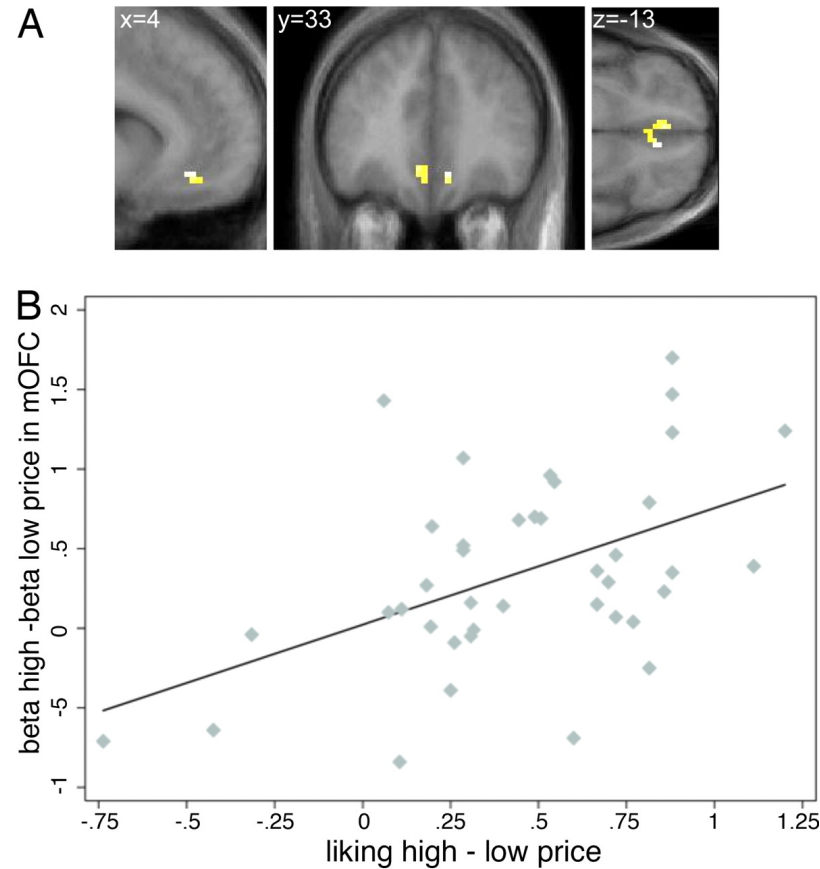 A
x=4
y=33
z=-13
B
beta high -beta low price in mOFC
2
1.5
1
.5
0
-5
-1
-.75
-.5
-.25
0
.25
.5
.75
1
1.25
liking high - low price